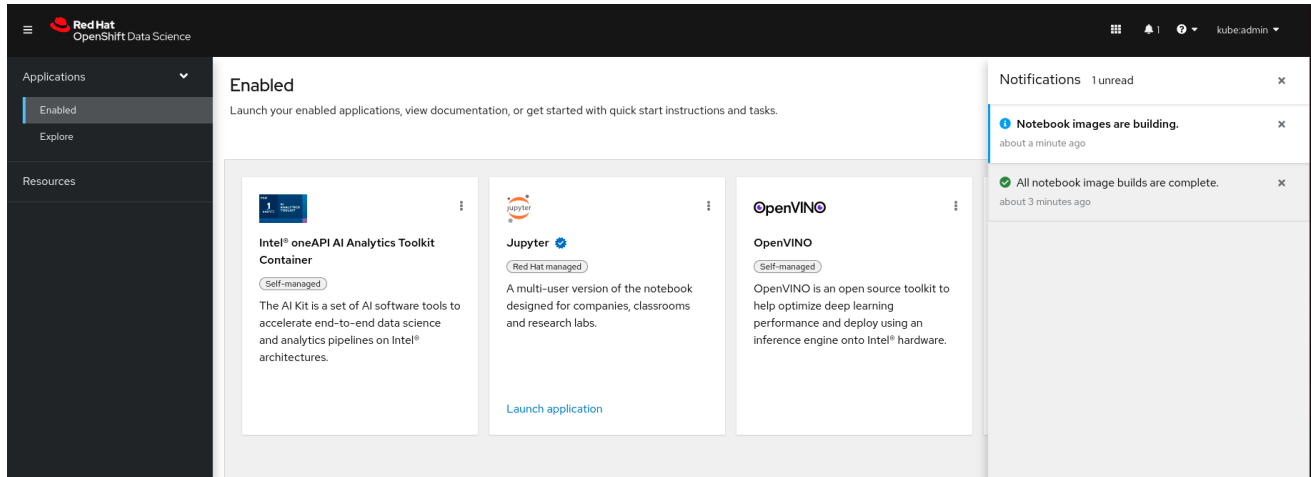 Red Hat
OpenShift Data Science
1
kube:admin
Applications
Enabled
Explore
Resources
Enabled
Launch your enabled applications, view documentation, or get started with quick start instructions and tasks.
Intel® oneAPI AI Analytics Toolkit
Container
Self-managed
The AI Kit is a set of AI software tools to
accelerate end-to-end data science
and analytics pipelines on Intel®
architectures.
jupyter
Jupyter
Red Hat managed
A multi-user version of the notebook
designed for companies, classrooms
and research labs.
Launch application
OpenVINO
OpenVINO
Self-managed
OpenVINO is an open source toolkit to
help optimize deep learning
performance and deploy using an
inference engine onto Intel® hardware.
Notifications 1 unread
Notebook images are building.
about a minute ago
All notebook image builds are complete.
about 3 minutes ago